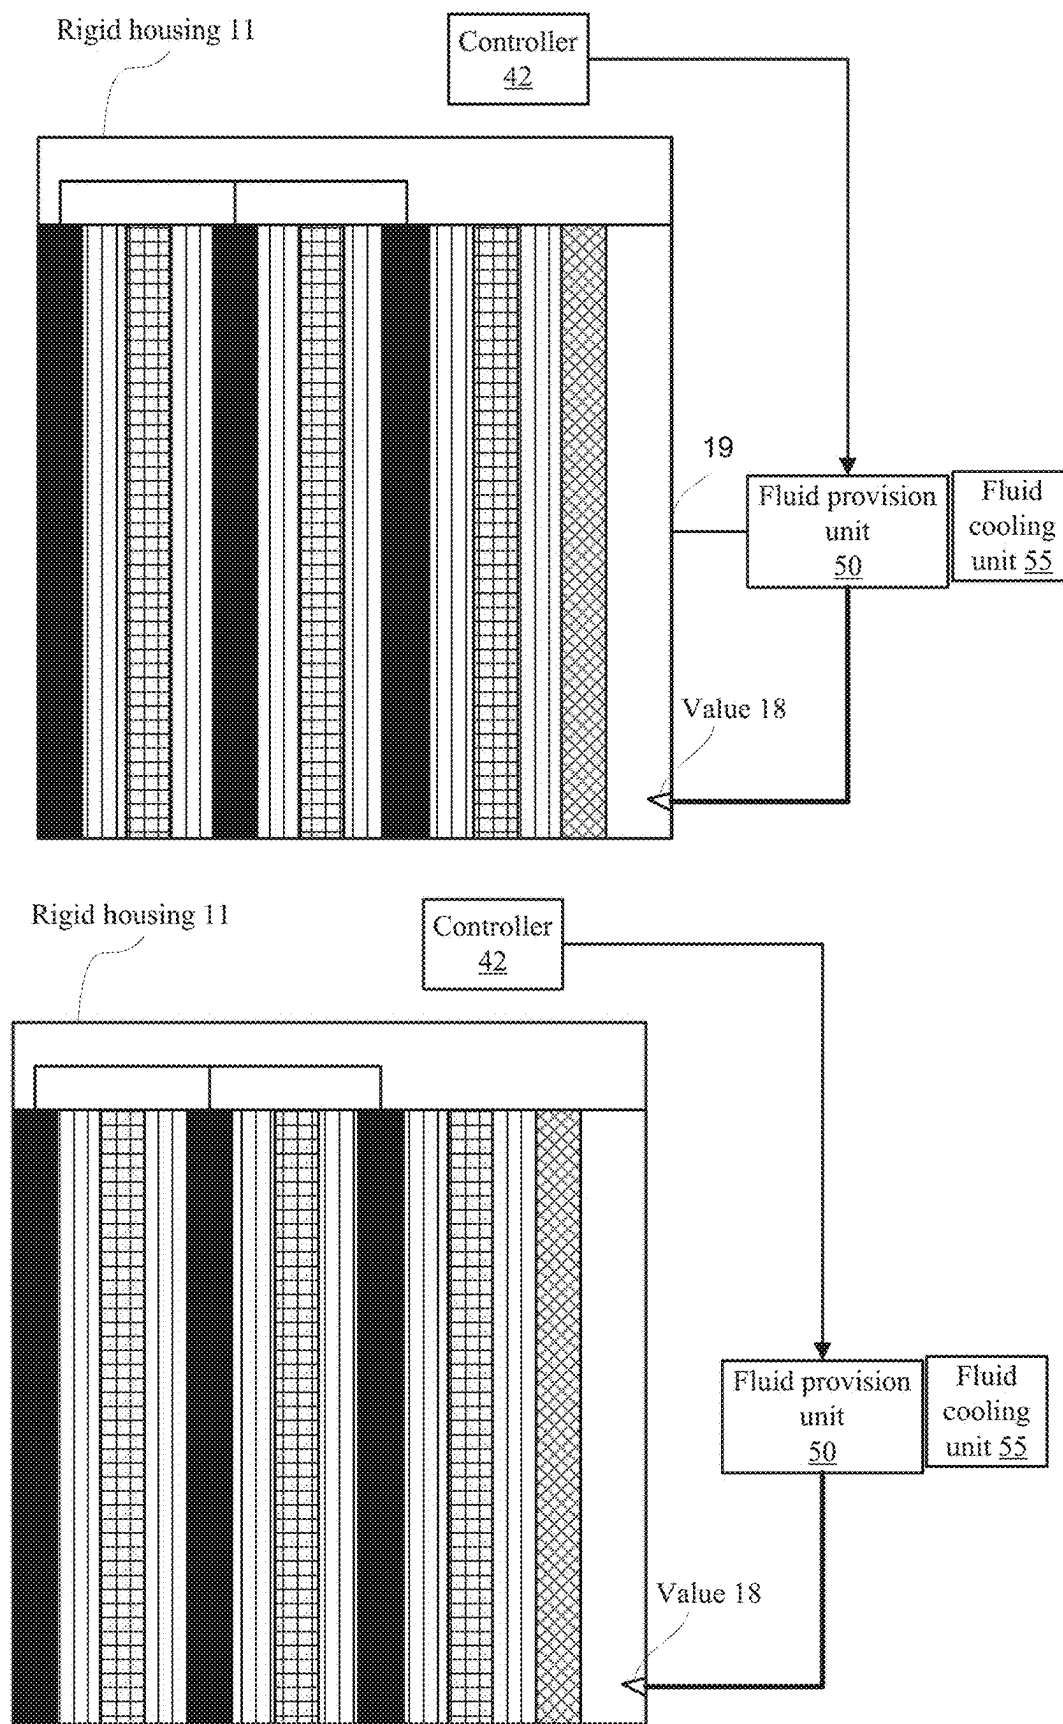 Rigid housing 11
Controller
42
19
Fluid provision
unit
50
Fluid
cooling
unit 55
Value 18
Rigid housing 11
Controller
42
Fluid provision
unit
50
Fluid
cooling
unit 55
Value 18